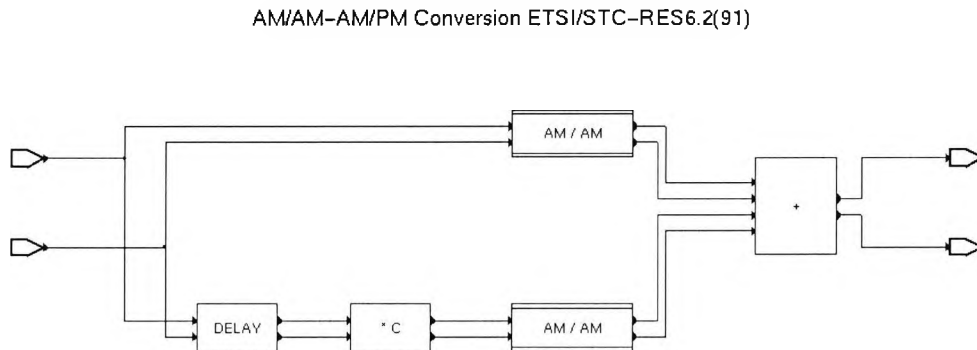 AM/AM-AM/PM Conversion ETSI/STC-RES6.2(91)
AM / AM
+
DELAY
* C
AM / AM